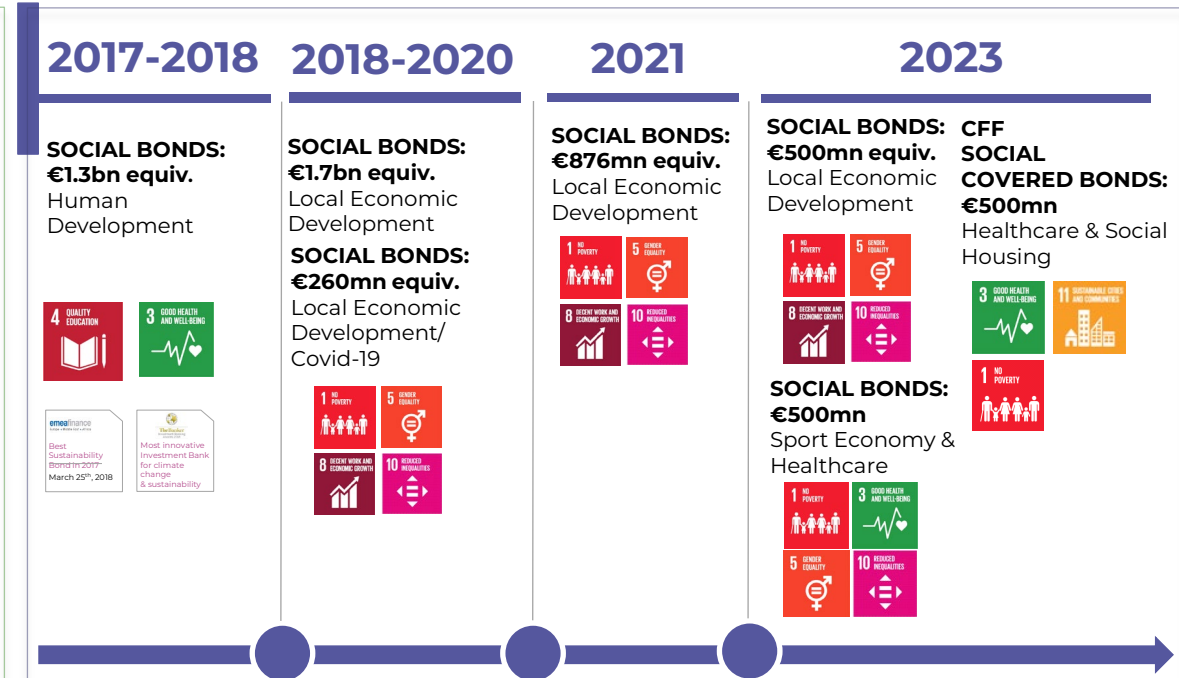 2017-2018
SOCIAL BONDS:
€1.3bn equiv.
Human
Development
4 QUALITY
EDUCATION
3 GOOD HEALTH
AND WELL-BEING
emeafinance
Best
Sustainability
Bond in 2017
March 25th, 2018
The Banker
Most innovative
Investment Bank
for climate
change
& sustainability
2018-2020
SOCIAL BONDS:
€1.7bn equiv.
Local Economic
Development
SOCIAL BONDS:
€260mn equiv.
Local Economic
Development/
Covid-19
1 NO
POVERTY
5 GENDER
EQUALITY
8 DECENT WORK AND
ECONOMIC GROWTH
10 REDUCED
INEQUALITIES
2021
SOCIAL BONDS:
€876mn equiv.
Local Economic
Development
1 NO
POVERTY
5 GENDER
EQUALITY
8 DECENT WORK AND
ECONOMIC GROWTH
10 REDUCED
INEQUALITIES
2023
SOCIAL BONDS:
€500mn equiv.
Local Economic
Development
1 NO
POVERTY
5 GENDER
EQUALITY
8 DECENT WORK AND
ECONOMIC GROWTH
10 REDUCED
INEQUALITIES
SOCIAL BONDS:
€500mn
Sport Economy &
Healthcare
1 NO
POVERTY
3 GOOD HEALTH
AND WELL-BEING
5 GENDER
EQUALITY
10 REDUCED
INEQUALITIES
CFF
SOCIAL
COVERED BONDS:
€500mn
Healthcare & Social
Housing
3 GOOD HEALTH
AND WELL-BEING
11 SUSTAINABLE CITIES
AND COMMUNITIES
1 NO
POVERTY